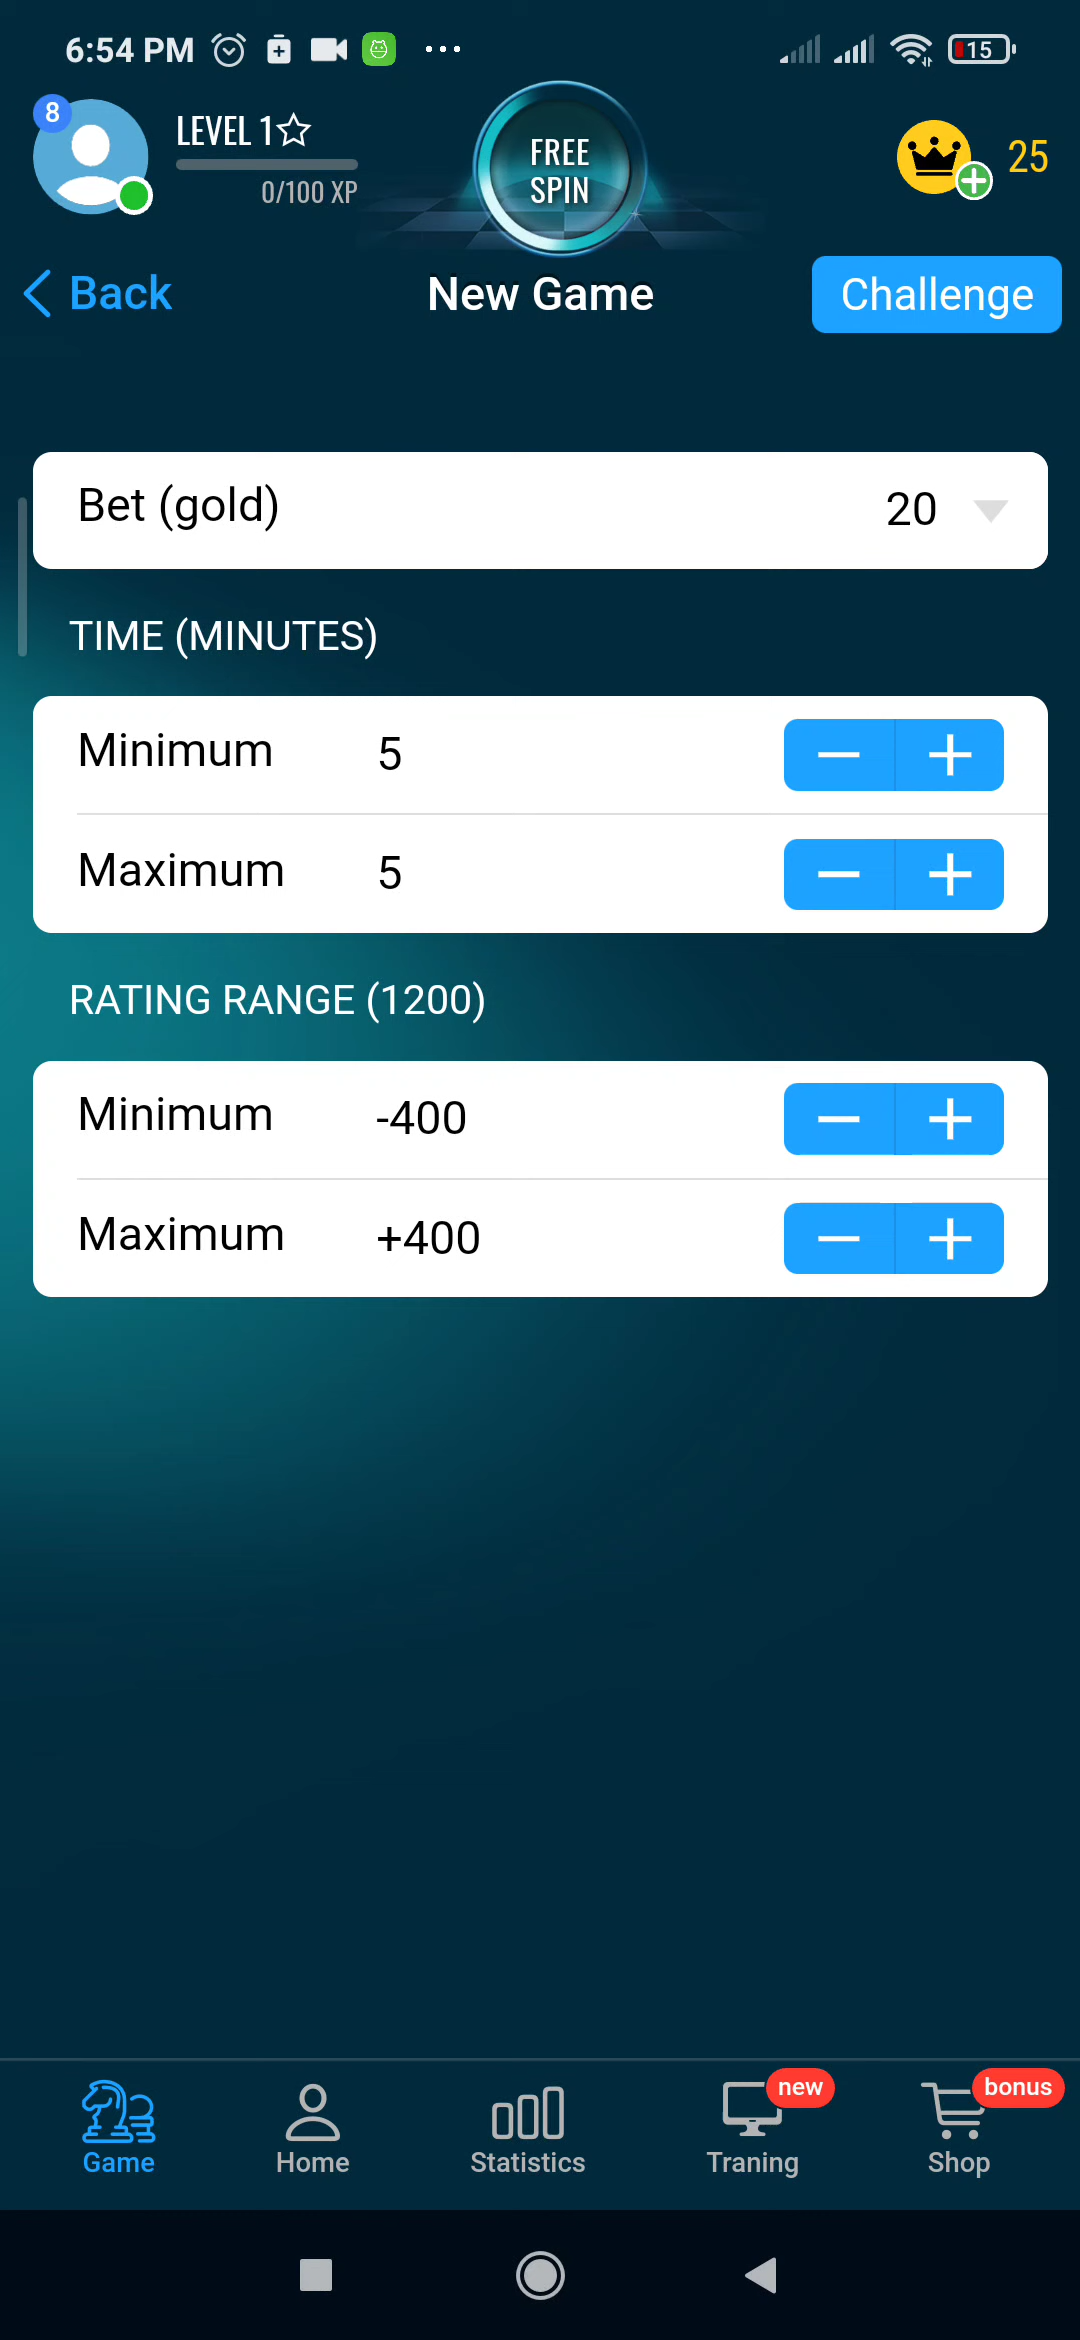 6:54 PM
15
8
LEVEL 1
0/100 XP
FREE
SPIN
25
Back
New Game
Challenge
Bet (gold)
20
TIME (MINUTES)
Minimum 5
Maximum 5
RATING RANGE (1200)
Minimum -400
Maximum +400
Game
Home
Statistics
new
Traning
bonus
Shop